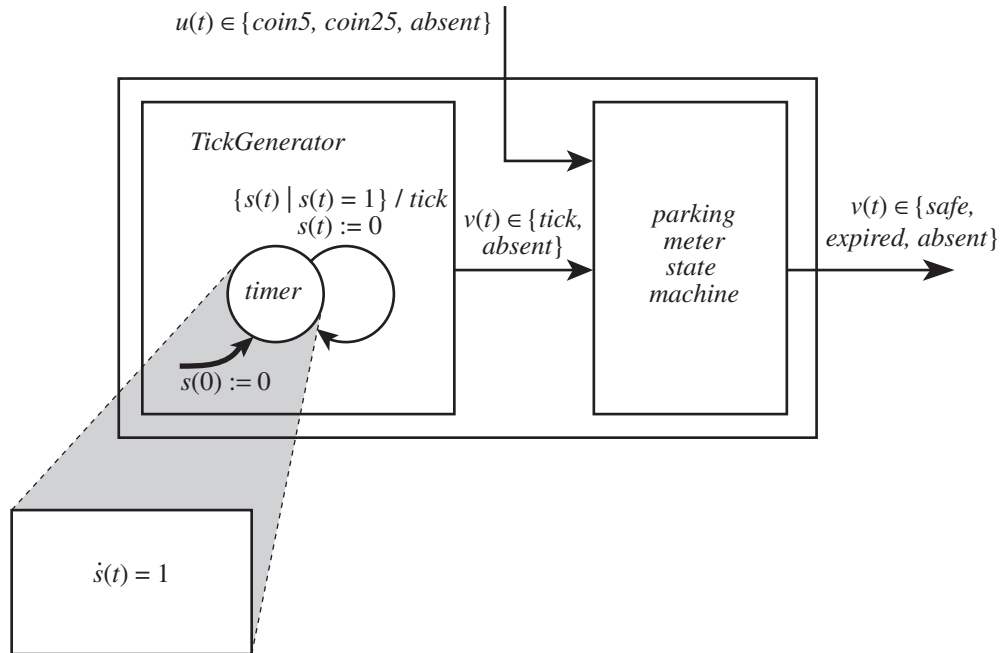 u(t) ∈ {coin5, coin25, absent}
TickGenerator
{s(t) | s(t) = 1} / tick
s(t) := 0
timer
s(0) := 0
v(t) ∈ {tick,
absent}
parking
meter
state
machine
v(t) ∈ {safe,
expired, absent}
ṡ(t) = 1